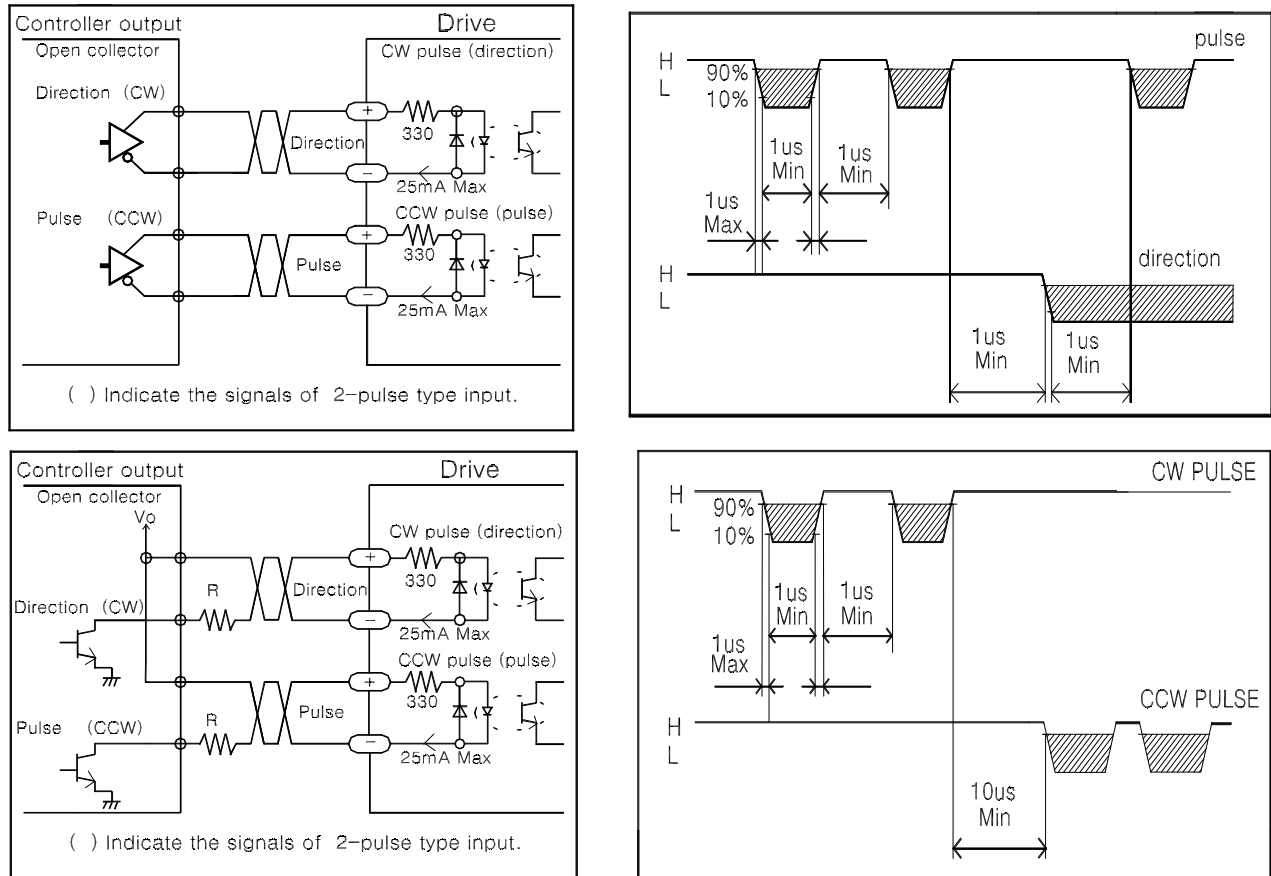 Controller output
Drive
Open collector
CW pulse (direction)
Direction (CW)
+
330
Direction
−
25mA Max
Pulse (CCW)
CCW pulse (pulse)
+
330
Pulse
−
25mA Max
( ) Indicate the signals of 2-pulse type input.
pulse
H
90%
L
10%
1us
Min
1us
Min
1us
Max
H
direction
L
1us
Min
1us
Min
Controller output
Drive
Open collector
Vo
CW pulse (direction)
+
330
R
Direction
Direction (CW)
−
25mA Max
CCW pulse (pulse)
+
330
R
Pulse
Pulse (CCW)
−
25mA Max
( ) Indicate the signals of 2-pulse type input.
CW PULSE
H
90%
L
10%
1us
Min
1us
Min
1us
Max
CCW PULSE
H
L
10us
Min